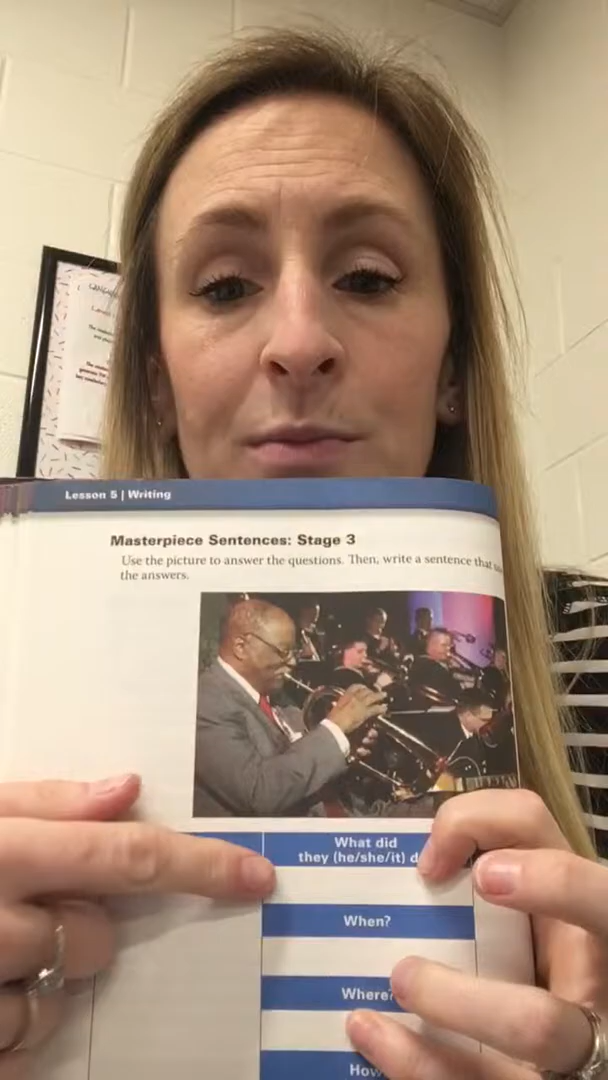 Lesson 5 | Writing
Masterpiece Sentences: Stage 3
Use the picture to answer the questions. Then, write a sentence that
the answers.
What did
they (he/she/it)
When?
Where?
How